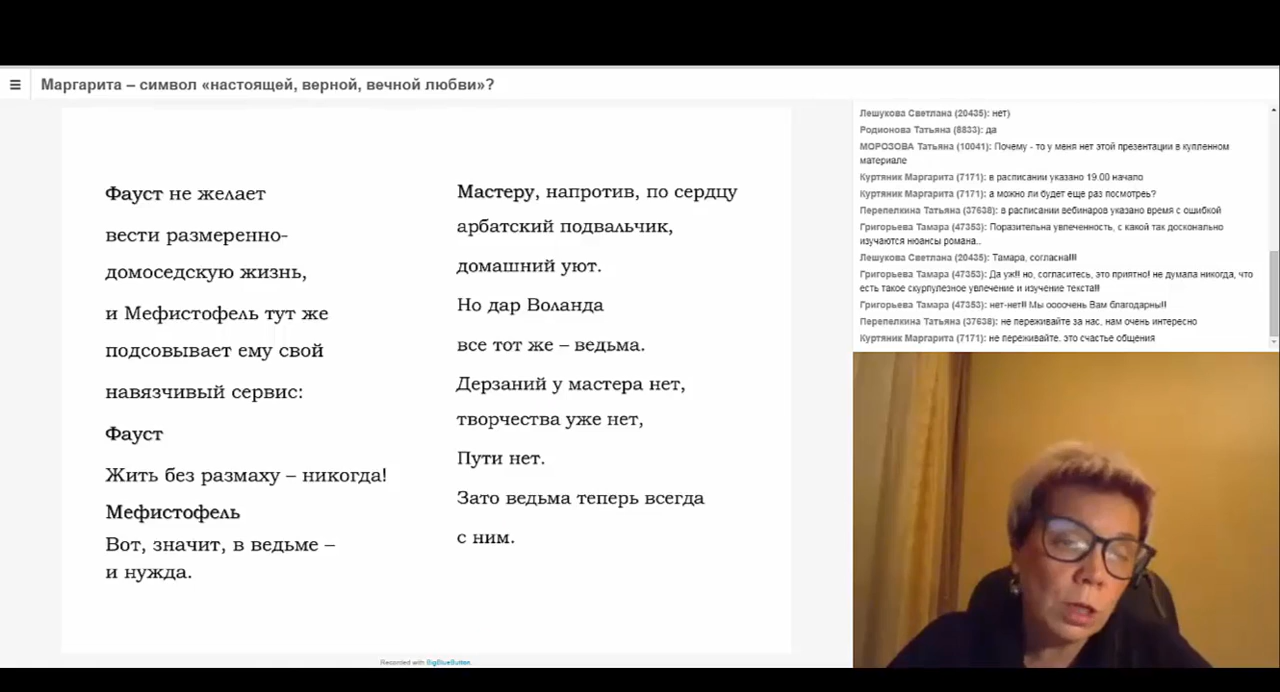 Маргарита – символ «настоящей, верной, вечной любви»?
Фауст не желает
вести размеренно-
домоседскую жизнь,
и Мефистофель тут же
подсовывает ему свой
навязчивый сервис:
Фауст
Жить без размаху – никогда!
Мефистофель
Вот, значит, в ведьме –
и нужда.
Мастеру, напротив, по сердцу
арбатский подвальчик,
домашний уют.
Но дар Воланда
все тот же – ведьма.
Дерзаний у мастера нет,
творчества уже нет,
Пути нет.
Зато ведьма теперь всегда
с ним.
Лешукова Светлана (20435): нет)
Родионова Татьяна (8833): да
МОРОЗОВА Татьяна (10041): Почему - то у меня нет этой презентации в купленном
материале
Куртяник Маргарита (7171): в расписании указано 19.00 начало
Куртяник Маргарита (7171): а можно ли будет еще раз посмотреь?
Перепелкина Татьяна (37638): в расписании вебинаров указано время с ошибкой
Григорьева Тамара (47353): Поразительна увлеченность, с какой так досконально
изучаются нюансы романа..
Лешукова Светлана (20435): Тамара, согласна!!!
Григорьева Тамара (47353): Да уж!! но, согласитесь, это приятно! не думала никогда, что
есть такое скурпулезное увлечение и изучение текста!!!
Григорьева Тамара (47353): нет-нет!! Мы оооочень Вам благодарны!!
Перепелкина Татьяна (37638): не переживайте за нас, нам очень интересно
Куртяник Маргарита (7171): не переживайте. это счастье общения
Recorded with BigBlueButton.